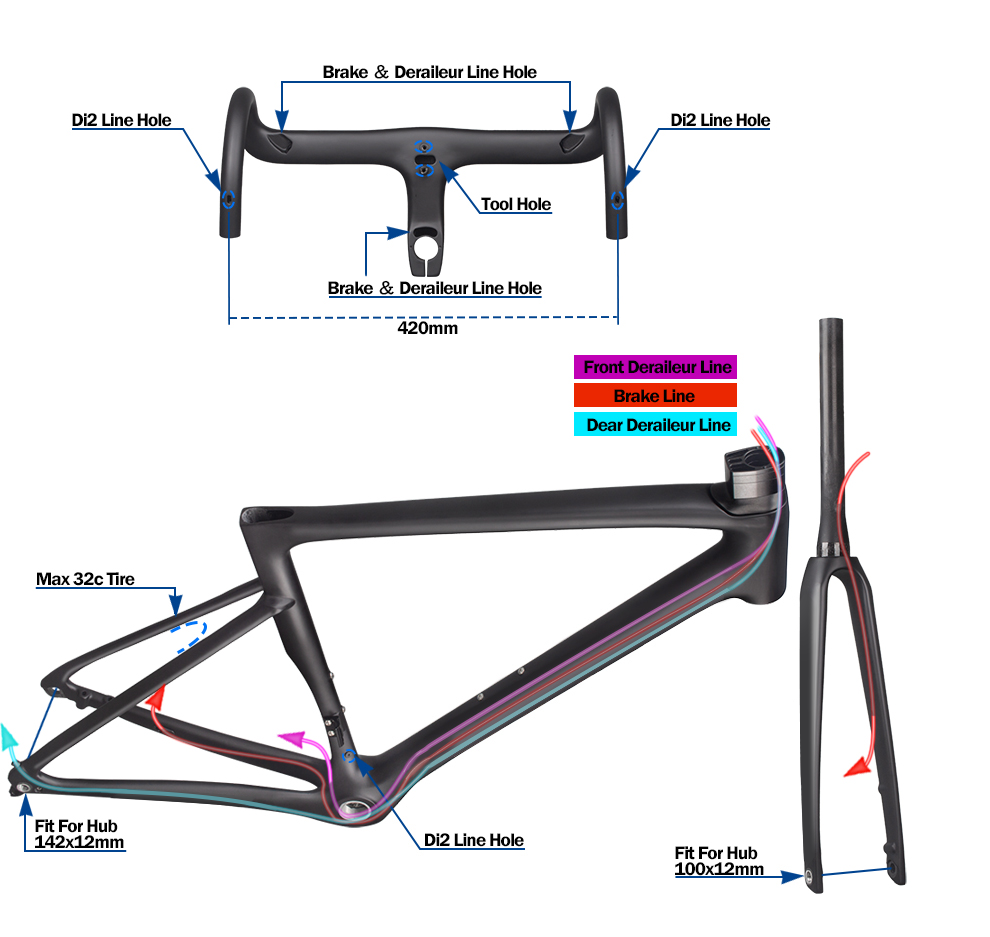 Brake & Deraileur Line Hole
Di2 Line Hole
Di2 Line Hole
Tool Hole
Brake & Deraileur Line Hole
420mm
Front Deraileur Line
Brake Line
Dear Deraileur Line
Max 32c Tire
Fit For Hub
142x12mm
Di2 Line Hole
Fit For Hub
100x12mm